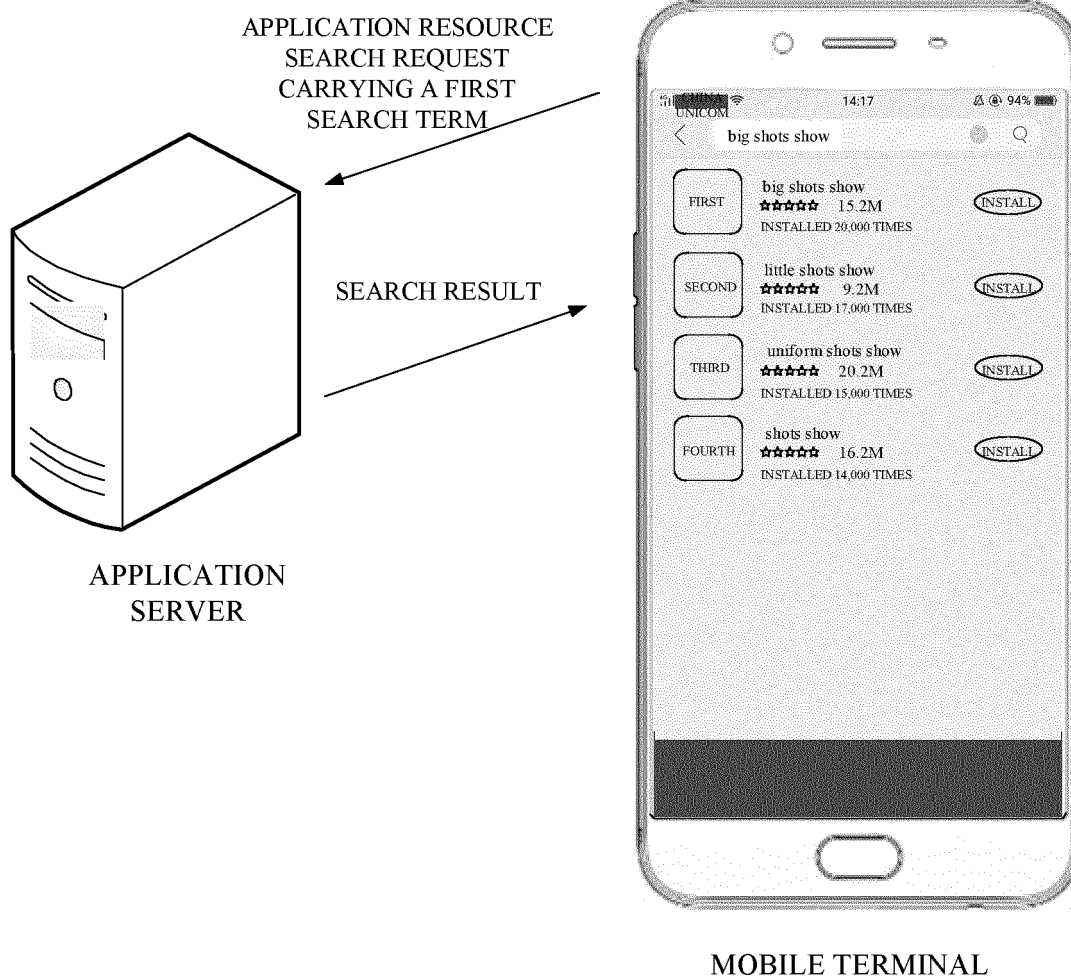 APPLICATION RESOURCE
SEARCH REQUEST
CARRYING A FIRST
SEARCH TERM
SEARCH RESULT
APPLICATION
SERVER
4G CHINA UNICOM 14:17 94%
big shots show
FIRST
big shots show
15.2M
INSTALLED 20,000 TIMES
INSTALL
SECOND
little shots show
9.2M
INSTALLED 17,000 TIMES
INSTALL
THIRD
uniform shots show
20.2M
INSTALLED 15,000 TIMES
INSTALL
FOURTH
shots show
16.2M
INSTALLED 14,000 TIMES
INSTALL
MOBILE TERMINAL